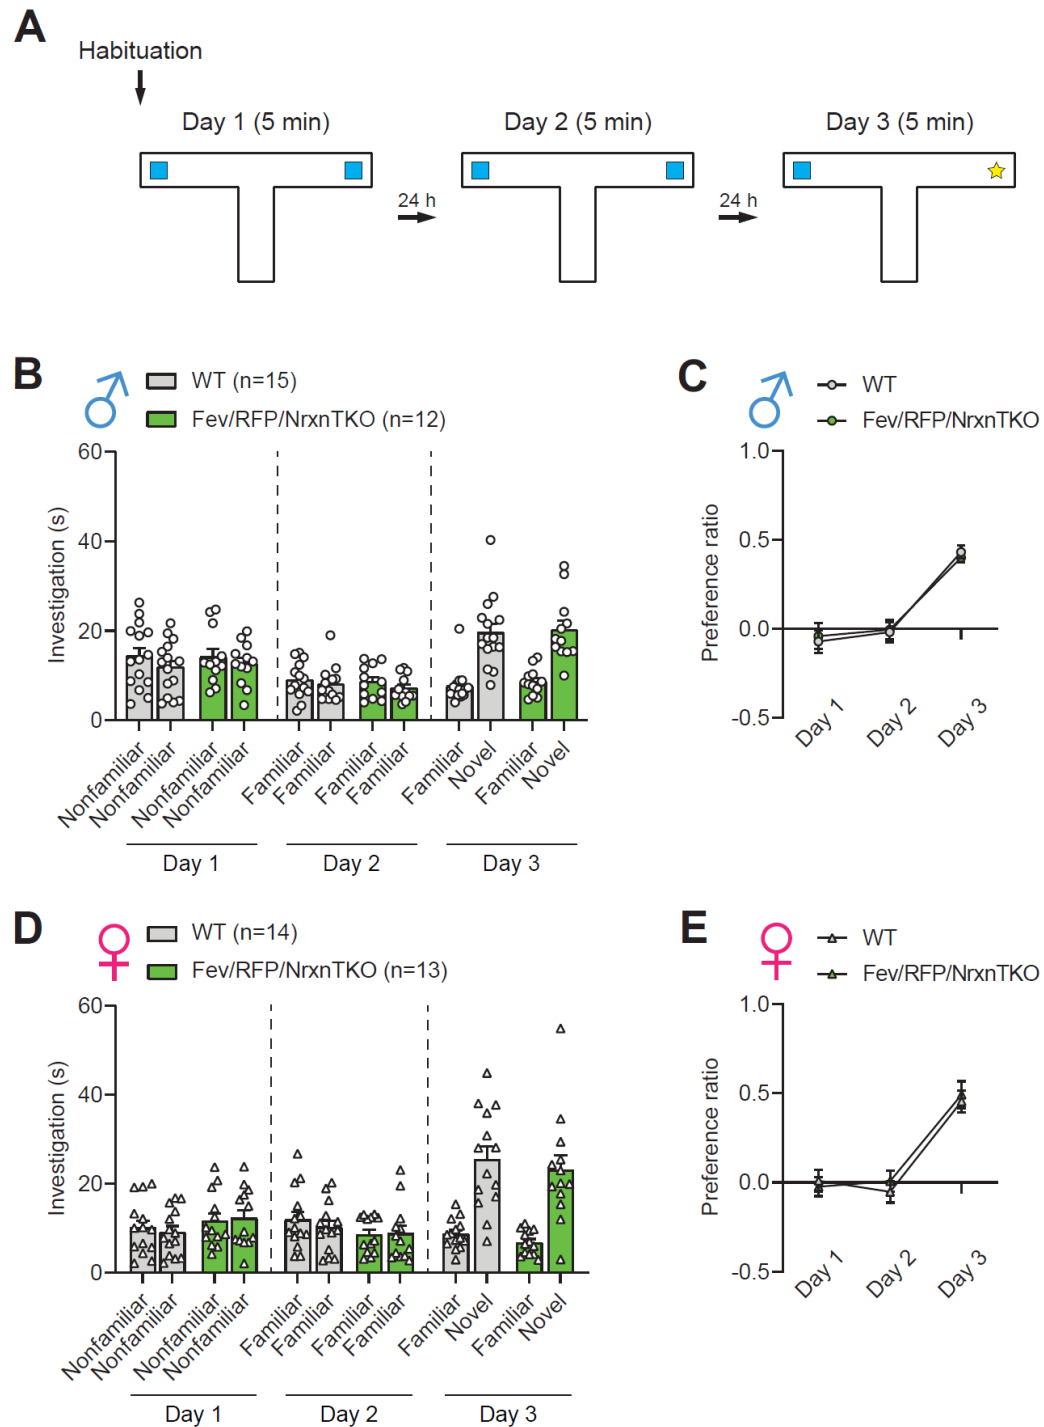 A
Habituation
Day 1 (5 min)
Day 2 (5 min)
Day 3 (5 min)
24 h
24 h
B
WT (n=15)
Fev/RFP/NrxnTKO (n=12)
Investigation (s)
60
40
20
0
Nonfamiliar
Nonfamiliar
Nonfamiliar
Nonfamiliar
Familiar
Familiar
Familiar
Familiar
Familiar
Novel
Familiar
Novel
Day 1
Day 2
Day 3
C
WT
Fev/RFP/NrxnTKO
Preference ratio
1.0
0.5
0.0
-0.5
Day 1
Day 2
Day 3
D
WT (n=14)
Fev/RFP/NrxnTKO (n=13)
Investigation (s)
60
40
20
0
Nonfamiliar
Nonfamiliar
Nonfamiliar
Nonfamiliar
Familiar
Familiar
Familiar
Familiar
Familiar
Novel
Familiar
Novel
Day 1
Day 2
Day 3
E
WT
Fev/RFP/NrxnTKO
Preference ratio
1.0
0.5
0.0
-0.5
Day 1
Day 2
Day 3